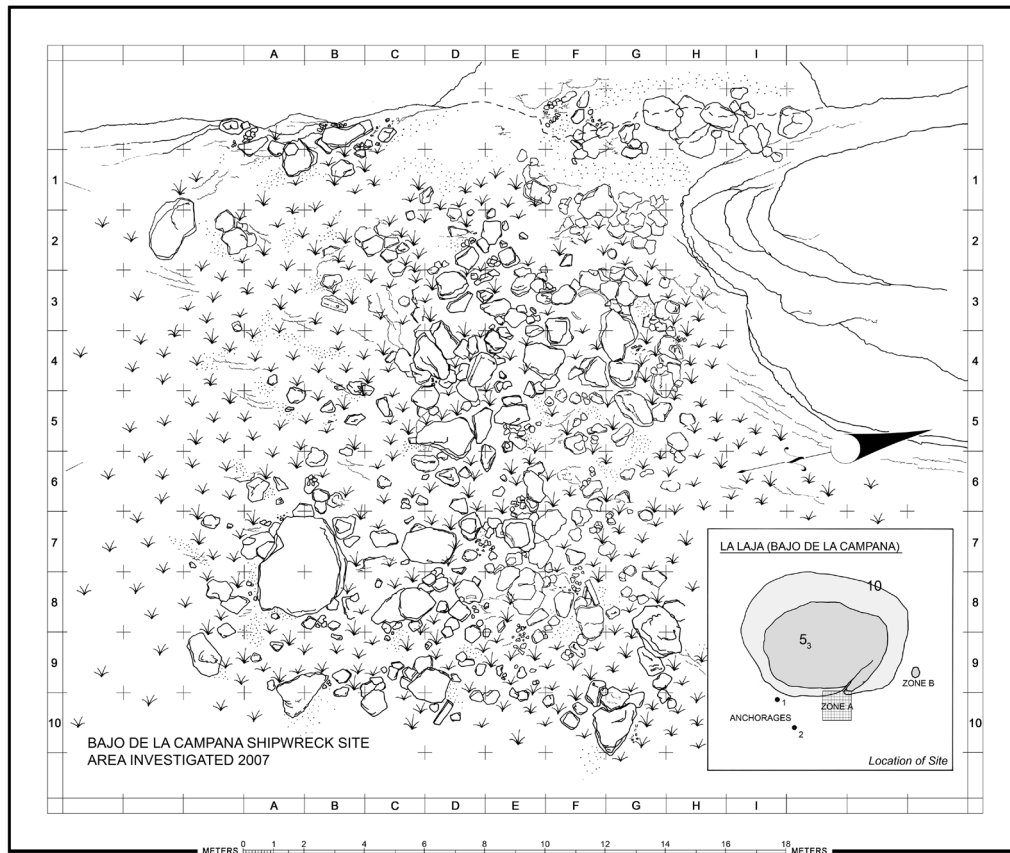 A B C D E F G H I
1 1
2 2
3 3
4 4
5 5
6 6
7 7
8 8
9 9
10 10
LA LAJA (BAJO DE LA CAMPANA)
10
5₃
ZONE B
ZONE A
1
ANCHORAGES
2
Location of Site
BAJO DE LA CAMPANA SHIPWRECK SITE
AREA INVESTIGATED 2007
A B C D E F G H I
METERS 0 1 2 4 6 8 10 12 14 16 18 METERS